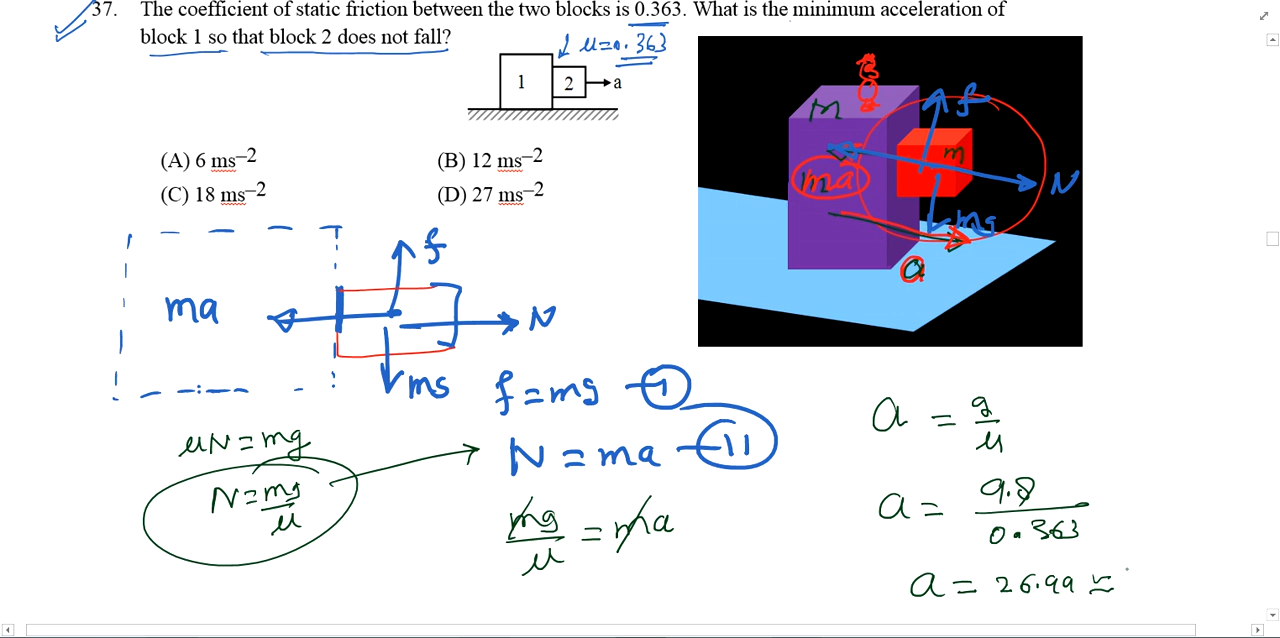 37. The coefficient of static friction between the two blocks is 0.363. What is the minimum acceleration of
block 1 so that block 2 does not fall?
μ=0.363
1 2 a
(A) 6 ms−2 (B) 12 ms−2
(C) 18 ms−2 (D) 27 ms−2
m f
m
ma N
mg
a
f
ma N
ms
f=mg -I
μN=mg
N=ma -II
N=mg/μ
mg/μ = ma
a = g/μ
a= 9.8/0.363
a= 26.99 ≈